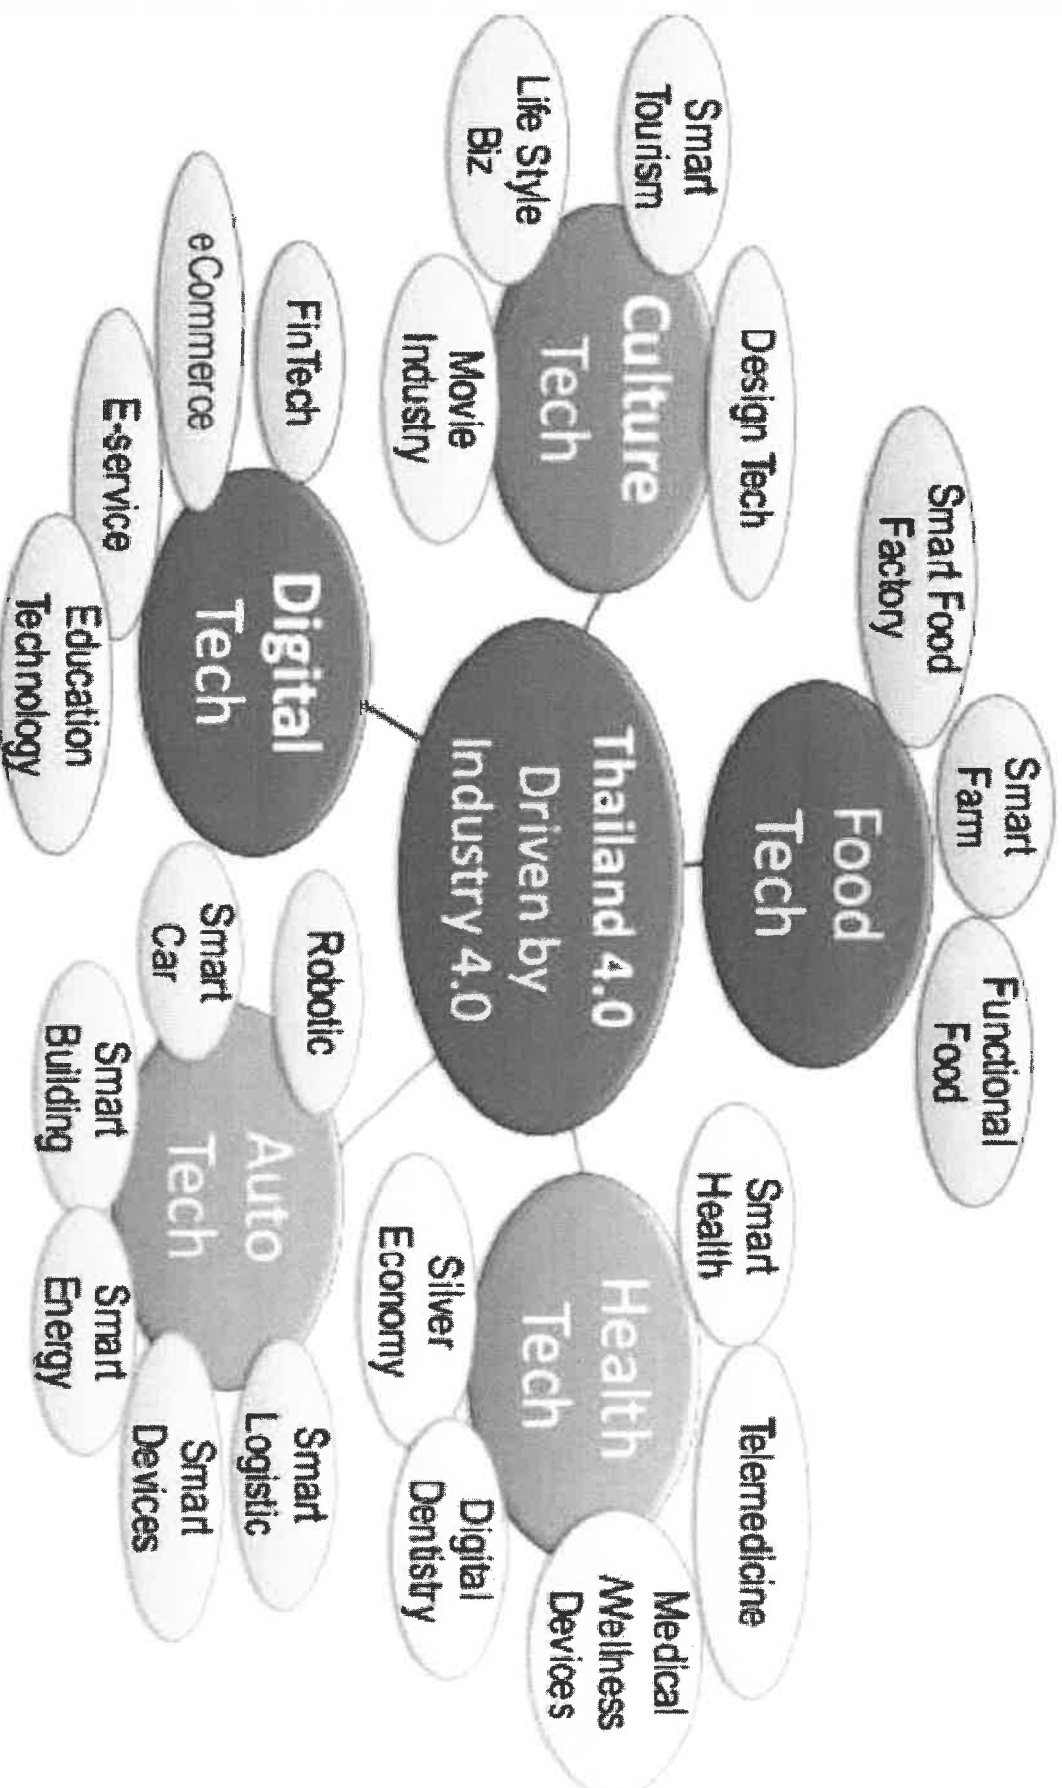 Thailand 4.0
Driven by
Industry 4.0
Food
Tech
Smart Food
Factory
Smart
Farm
Functional
Food
Health
Tech
Smart
Health
Telemedicine
Medical
/Wellness
Devices
Digital
Dentistry
Silver
Economy
Auto
Tech
Robotic
Smart
Car
Smart
Building
Smart
Energy
Smart
Devices
Smart
Logistic
Digital
Tech
FinTech
eCommerce
E-service
Education
Technology
Culture
Tech
Design Tech
Smart
Tourism
Life Style
Biz
Movie
Industry